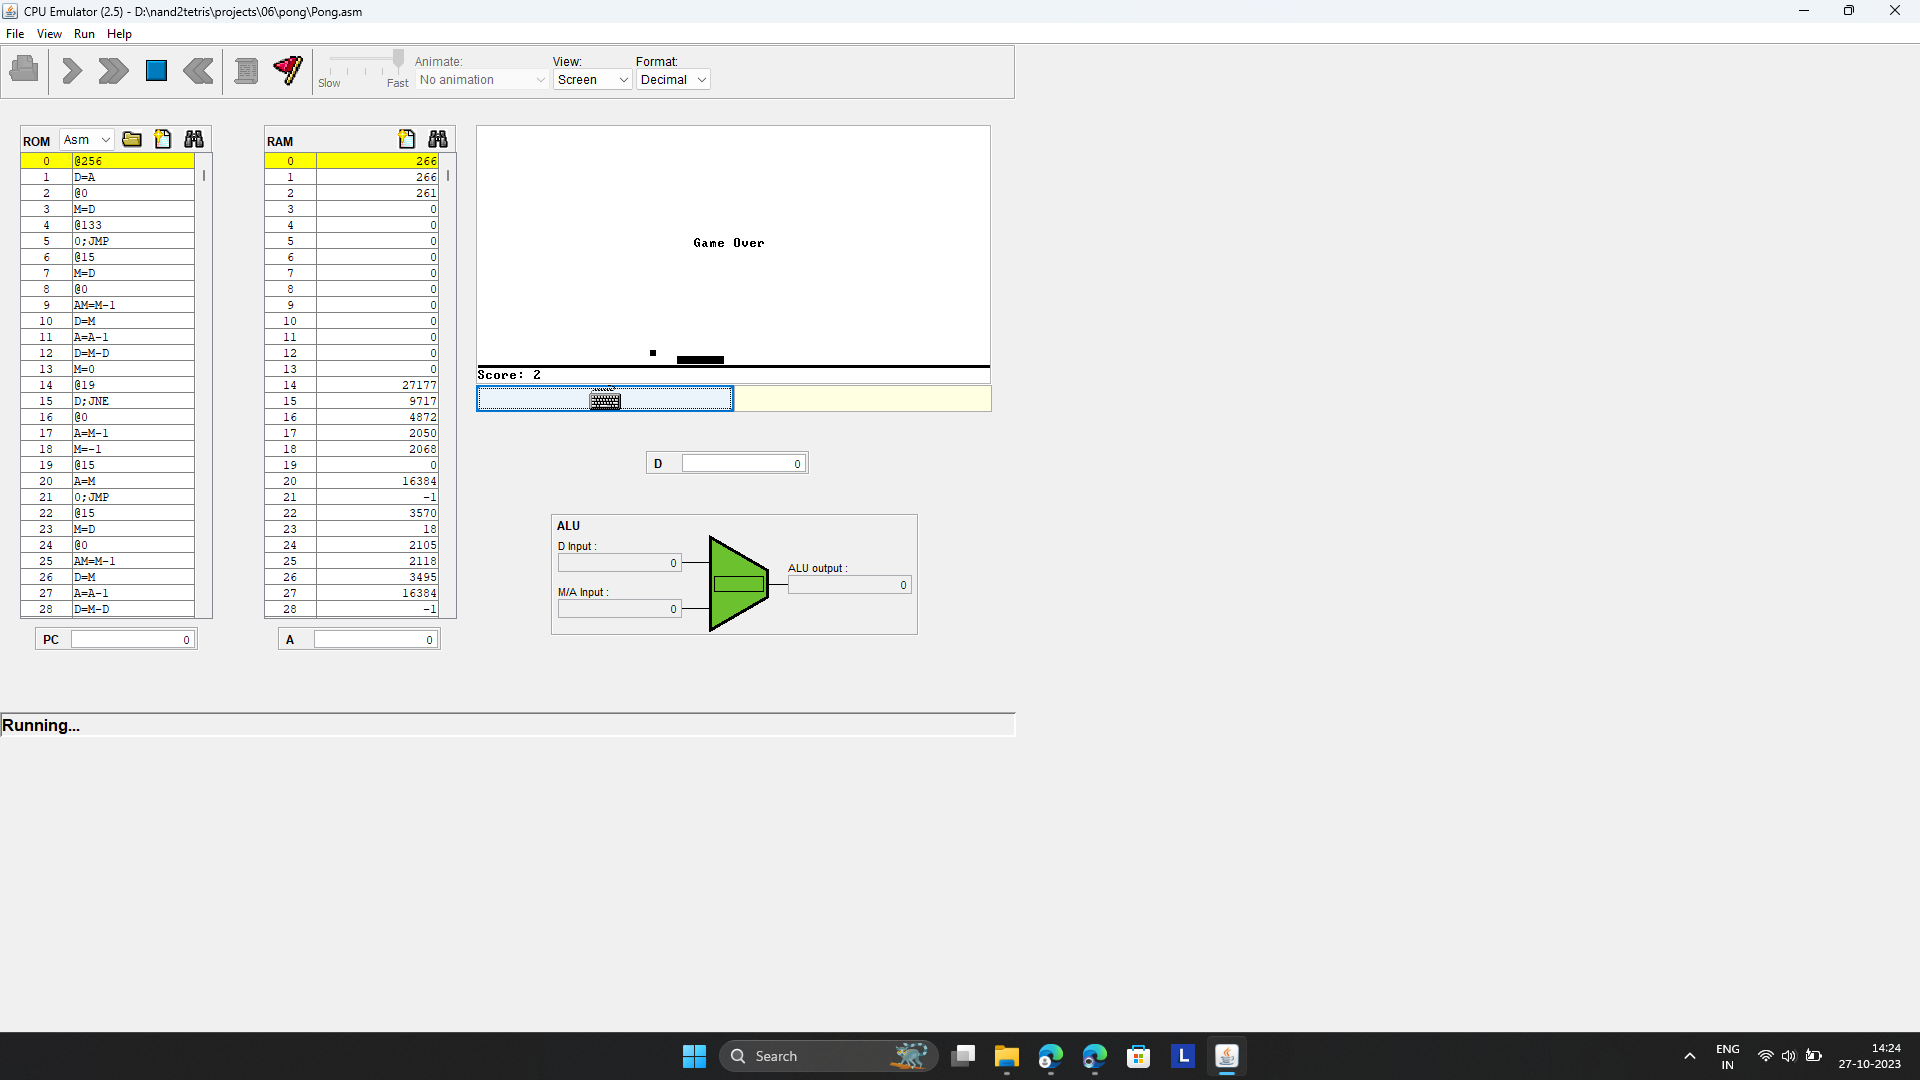 CPU Emulator (2.5) - D:\nand2tetris\projects\06\pong\Pong.asm
File View Run Help
Slow Fast
Animate:
No animation
View:
Screen
Format:
Decimal
ROM Asm
0 @256
1 D=A
2 @0
3 M=D
4 @133
5 0;JMP
6 @15
7 M=D
8 @0
9 AM=M-1
10 D=M
11 A=A-1
12 D=M-D
13 M=0
14 @19
15 D;JNE
16 @0
17 A=M-1
18 M=-1
19 @15
20 A=M
21 0;JMP
22 @15
23 M=D
24 @0
25 AM=M-1
26 D=M
27 A=A-1
28 D=M-D
PC 0
RAM
0 266
1 266
2 261
3 0
4 0
5 0
6 0
7 0
8 0
9 0
10 0
11 0
12 0
13 0
14 27177
15 9717
16 4872
17 2050
18 2068
19 0
20 16384
21 -1
22 3570
23 18
24 2105
25 2118
26 3495
27 16384
28 -1
A 0
Game Over
Score: 2
D 0
ALU
D Input :
0
M/A Input :
0
ALU output :
0
Running...
Search
L
ENG
IN
14:24
27-10-2023